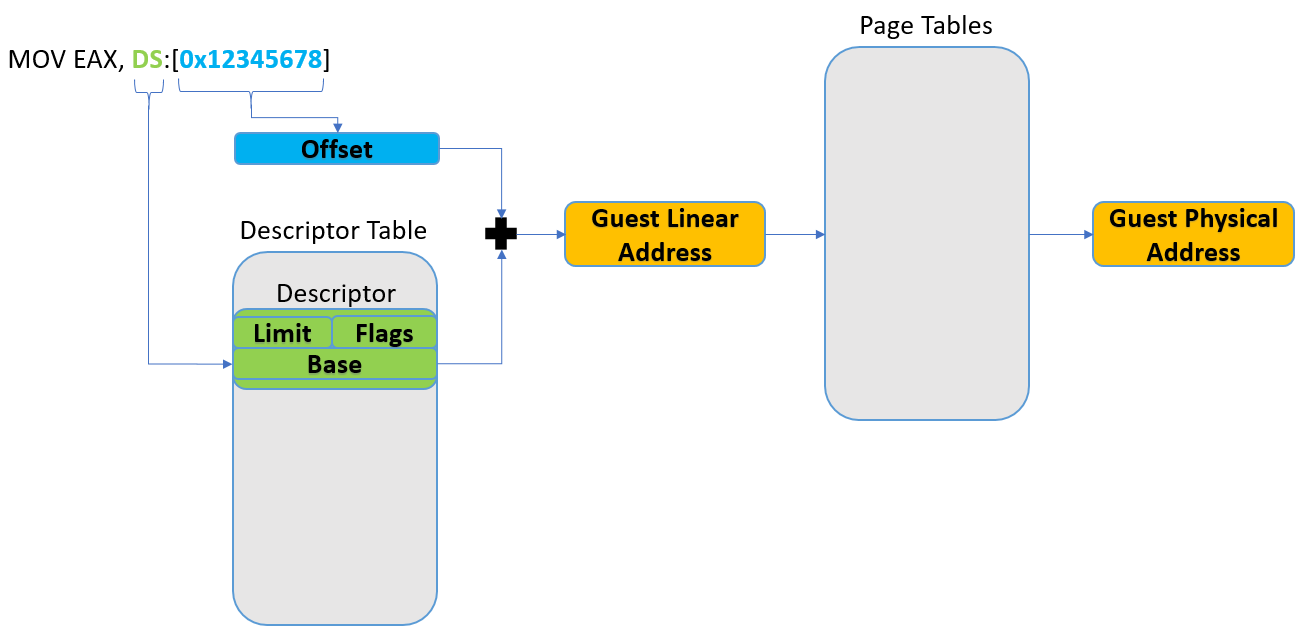 Page Tables
MOV EAX, DS:[0x12345678]
Offset
Descriptor Table
Descriptor
Limit Flags
Base
Guest Linear
Address
Guest Physical
Address